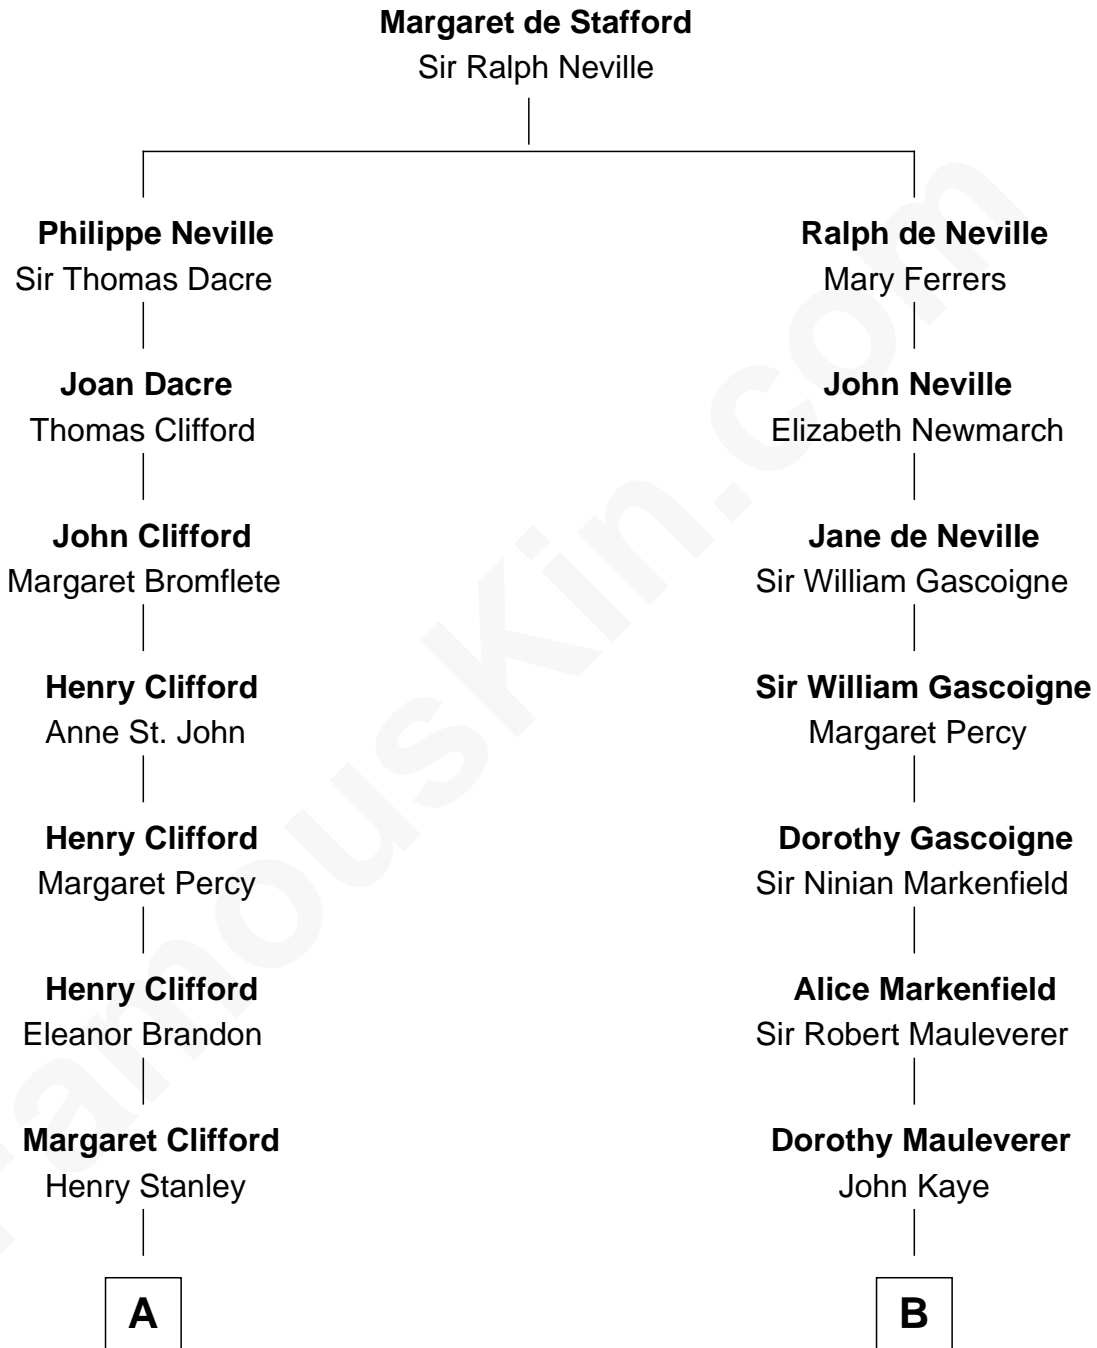 Margaret de Stafford
Sir Ralph Neville
Philippe Neville
Sir Thomas Dacre
Ralph de Neville
Mary Ferrers
Joan Dacre
Thomas Clifford
John Neville
Elizabeth Newmarch
John Clifford
Margaret Bromflete
Jane de Neville
Sir William Gascoigne
Henry Clifford
Anne St. John
Sir William Gascoigne
Margaret Percy
Henry Clifford
Margaret Percy
Dorothy Gascoigne
Sir Ninian Markenfield
Henry Clifford
Eleanor Brandon
Alice Markenfield
Sir Robert Mauleverer
Margaret Clifford
Henry Stanley
Dorothy Mauleverer
John Kaye
A
B
FamousKin.com